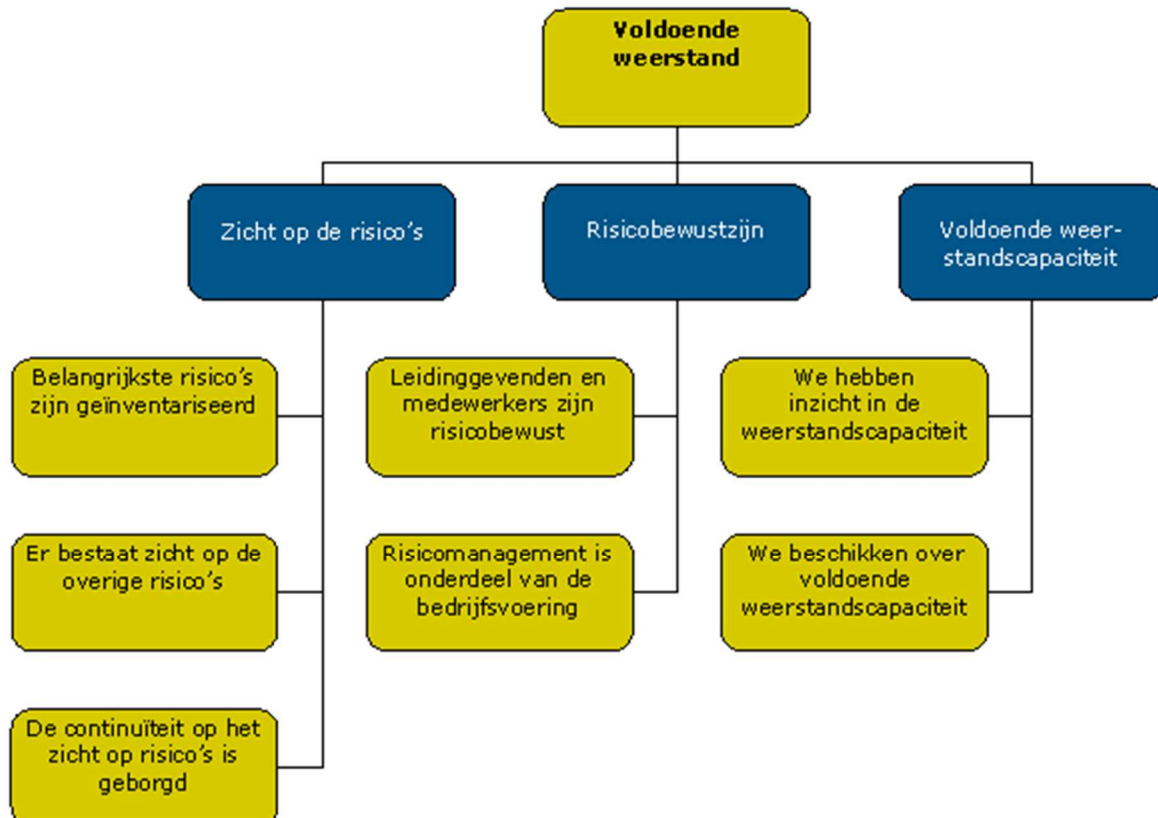 Voldoende
weerstand
Zicht op de risico's
Risicobewustzijn
Voldoende weer-
standscapaciteit
Belangrijkste risico's
zijn geïnventariseerd
Leidinggevenden en
medewerkers zijn
risicobewust
We hebben
inzicht in de
weerstandscapaciteit
Er bestaat zicht op de
overige risico's
Risicomanagement is
onderdeel van de
bedrijfsvoering
We beschikken over
voldoende
weerstandscapaciteit
De continuïteit op het
zicht op risico's is
geborgd